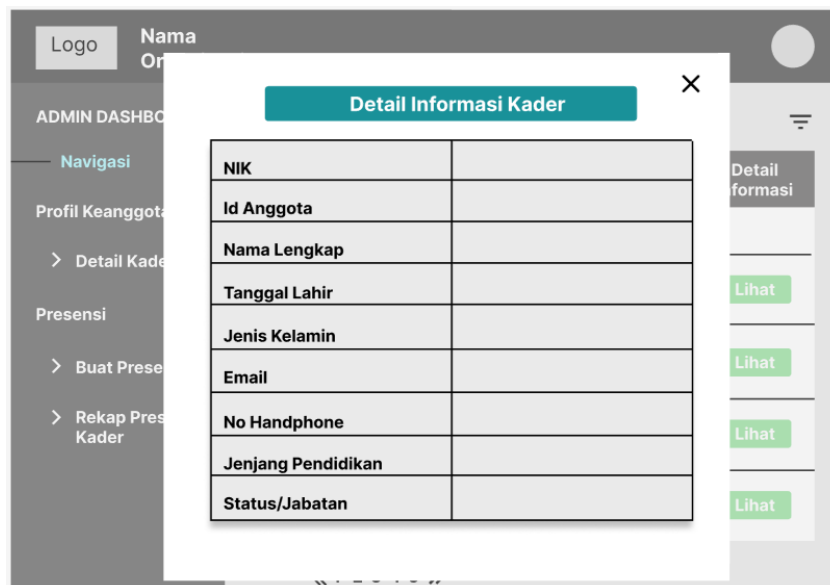 Logo
Nama
Or
Detail Informasi Kader
ADMIN DASHBO
Navigasi
Profil Keanggota
Detail Kade
Presensi
Buat Prese
Rekap Pres
Kader
NIK
Id Anggota
Nama Lengkap
Tanggal Lahir
Jenis Kelamin
Email
No Handphone
Jenjang Pendidikan
Status/Jabatan
Detail
nformasi
Lihat
Lihat
Lihat
Lihat